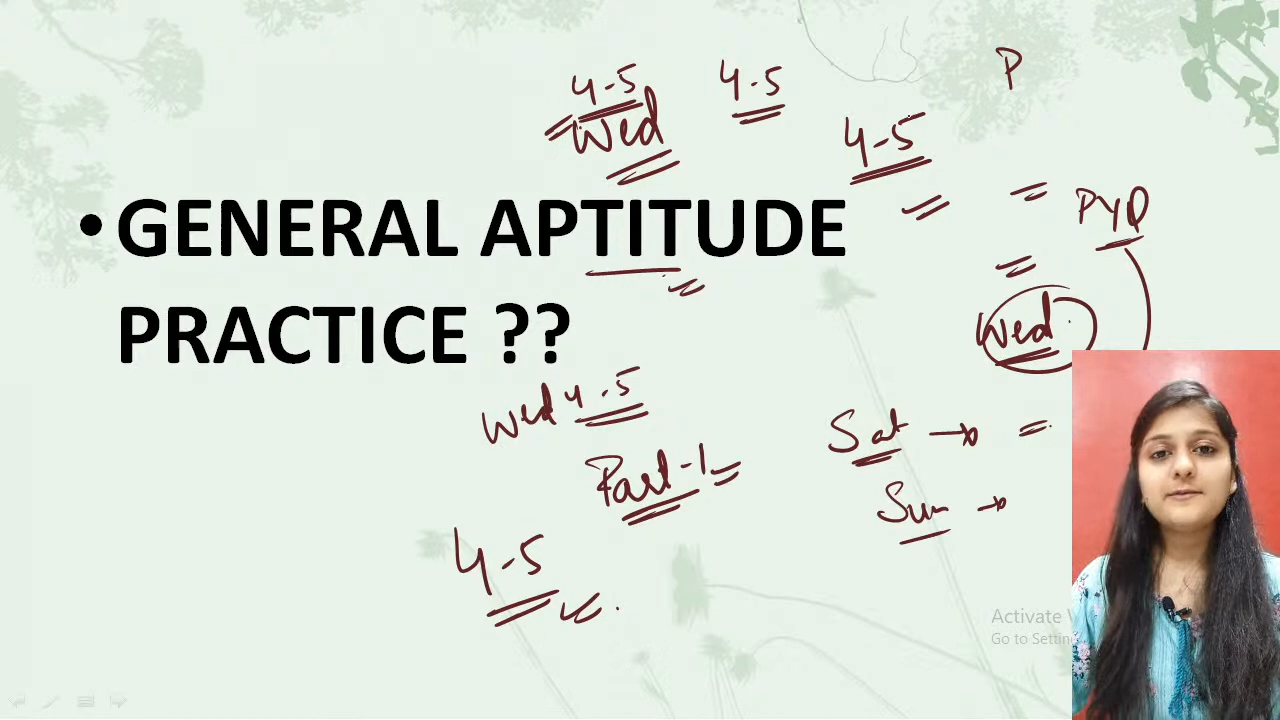 4-5
4-5
P
Wed
4-5
PYQ
• GENERAL APTITUDE
PRACTICE ??
Wed
Wed 4-5
Sat →
Part-1
Sun →
4-5
Activate
Go to Settin